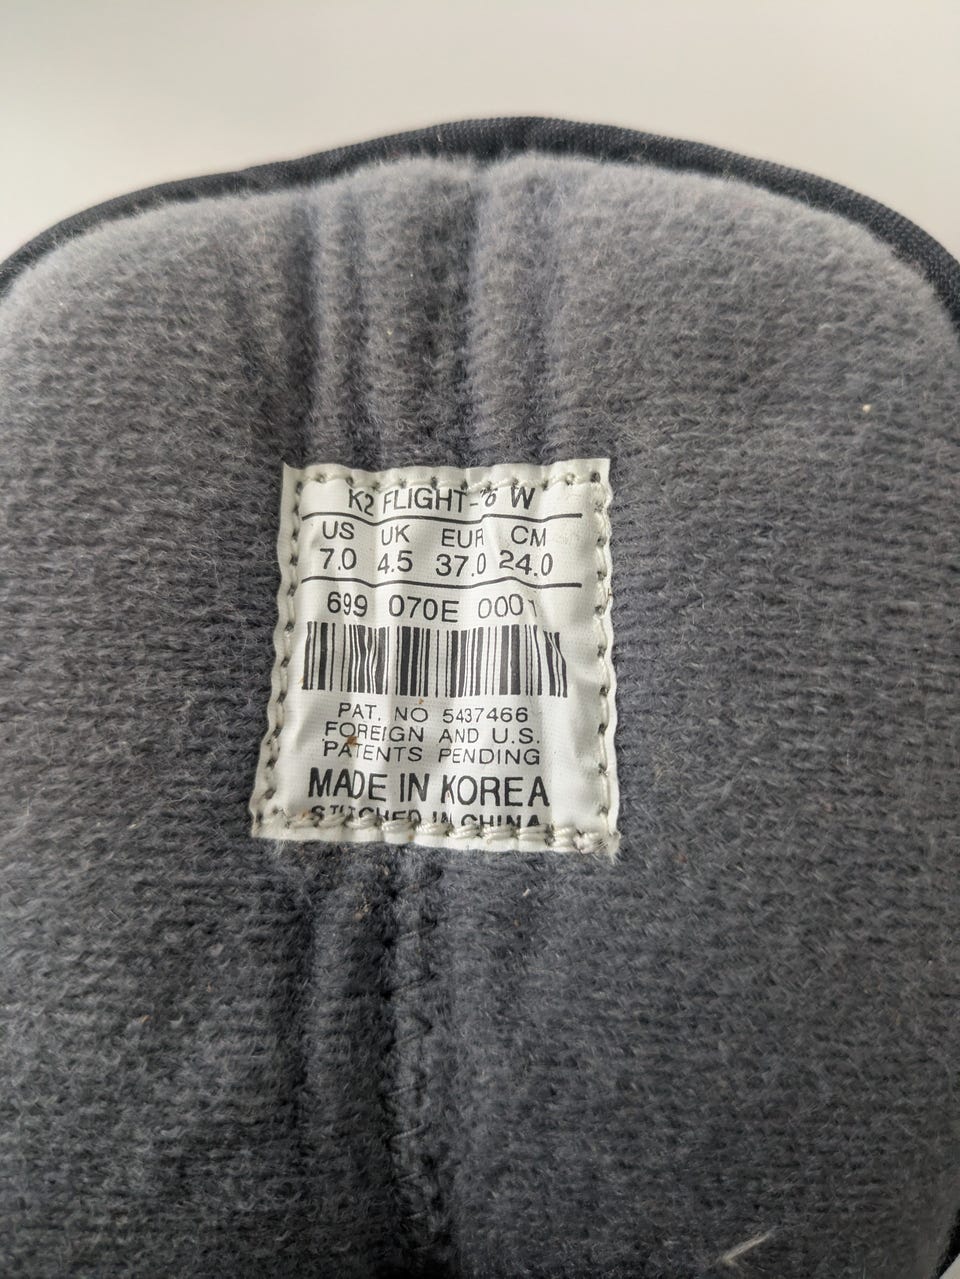 K2 FLIGHT- W
US UK EUR CM
7.0 4.5 37.0 24.0
699 070E 0001
PAT. NO 5437466
FOREIGN AND U.S.
PATENTS PENDING
MADE IN KOREA
STITCHED IN CHINA